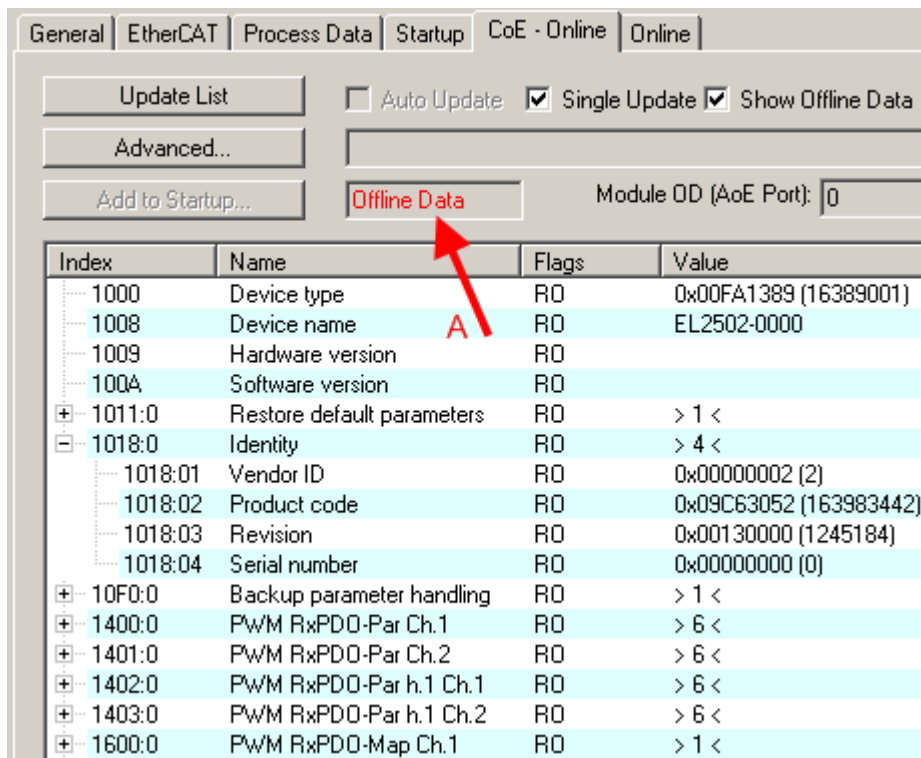 General EtherCAT Process Data Startup CoE - Online Online
Update List Auto Update Single Update Show Offline Data
Advanced...
Add to Startup... Offline Data Module OD (AoE Port): 0
Index Name Flags Value
1000 Device type RO 0x00FA1389 (16389001)
1008 Device name RO EL2502-0000
A
1009 Hardware version RO
100A Software version RO
1011:0 Restore default parameters RO > 1 <
1018:0 Identity RO > 4 <
1018:01 Vendor ID RO 0x00000002 (2)
1018:02 Product code RO 0x09C63052 (163983442)
1018:03 Revision RO 0x00130000 (1245184)
1018:04 Serial number RO 0x00000000 (0)
10F0:0 Backup parameter handling RO > 1 <
1400:0 PWM RxPDO-Par Ch.1 RO > 6 <
1401:0 PWM RxPDO-Par Ch.2 RO > 6 <
1402:0 PWM RxPDO-Par h.1 Ch.1 RO > 6 <
1403:0 PWM RxPDO-Par h.1 Ch.2 RO > 6 <
1600:0 PWM RxPDO-Map Ch.1 RO > 1 <